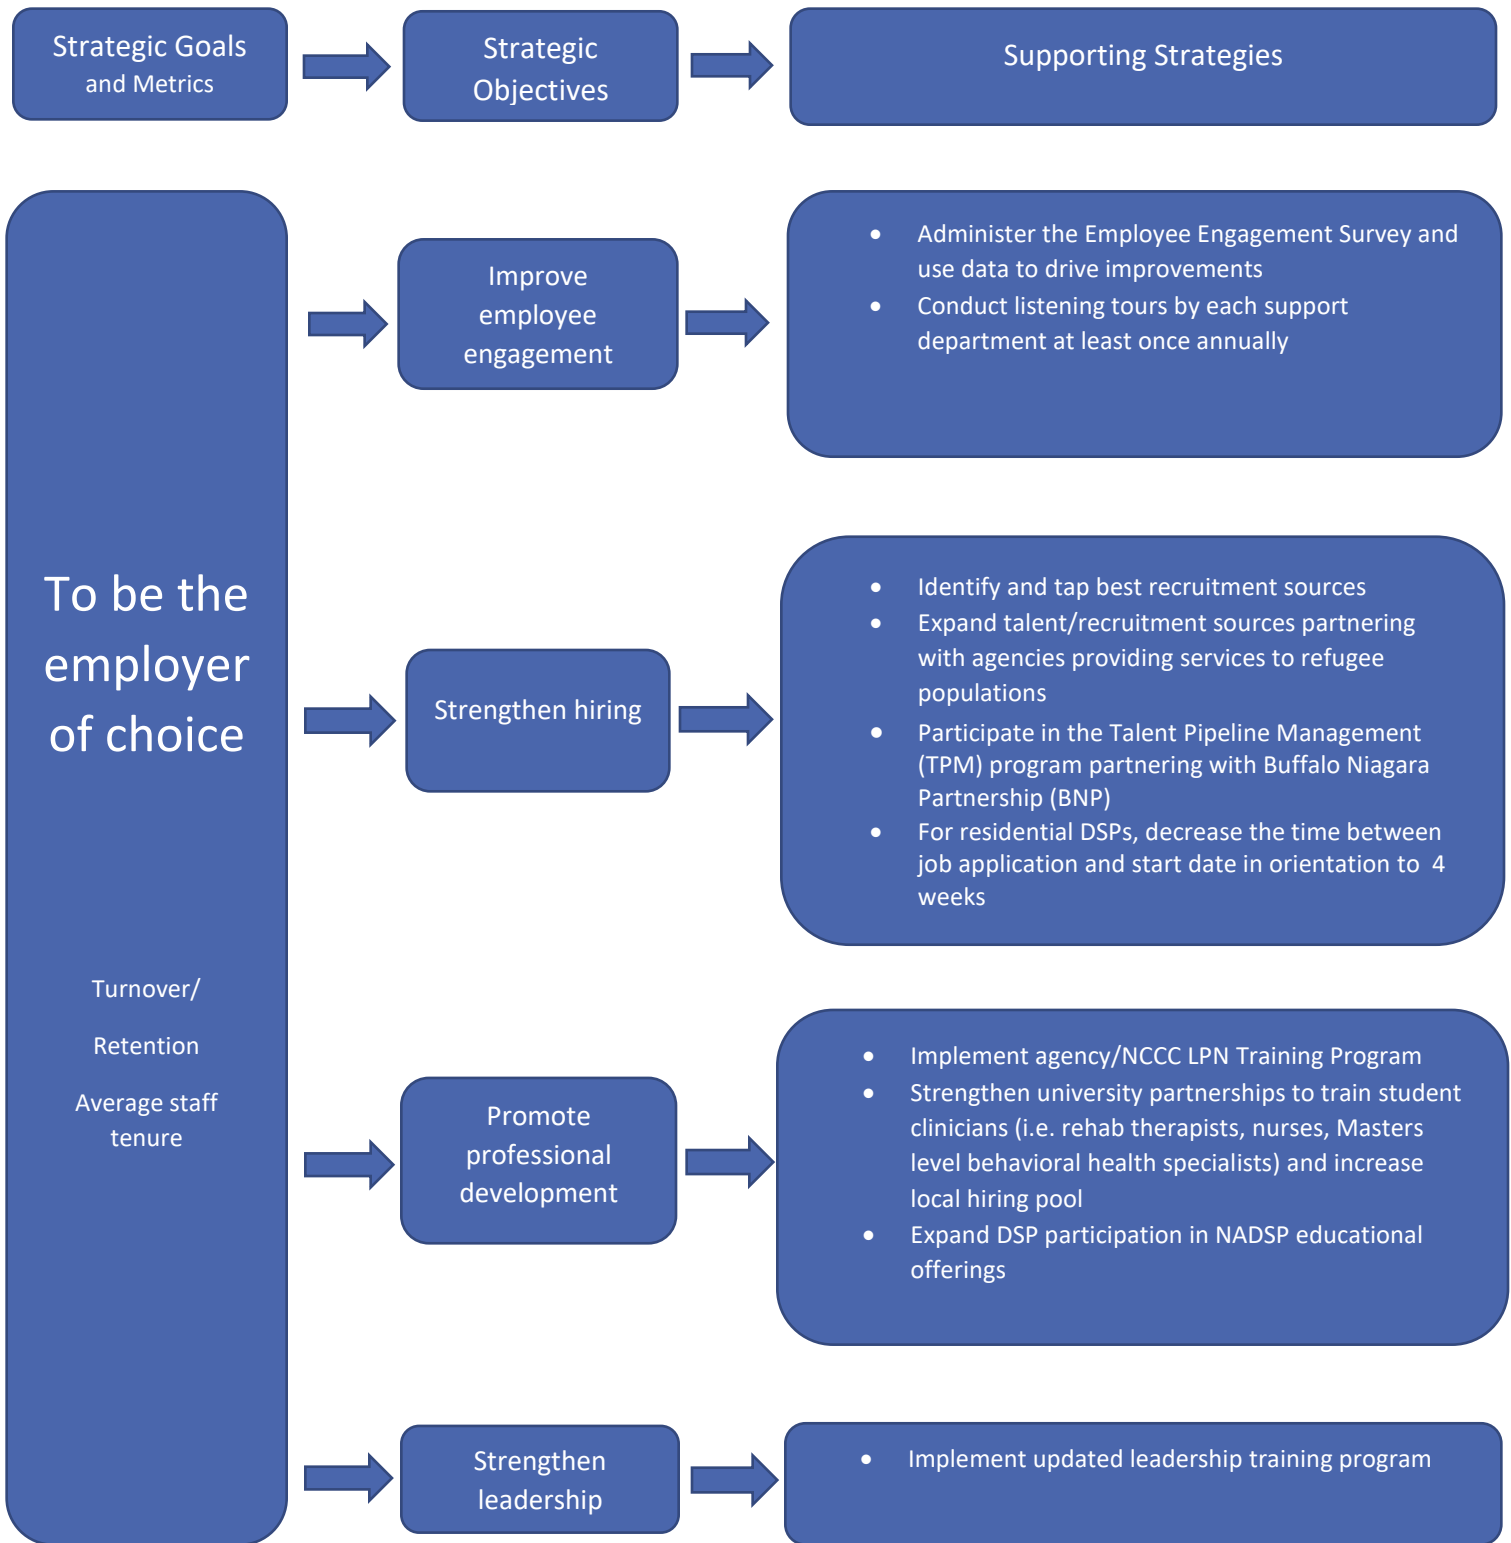 Strategic Goals
and Metrics
Strategic
Objectives
Supporting Strategies
To be the
employer
of choice
Turnover/
Retention
Average staff
tenure
Improve
employee
engagement
• Administer the Employee Engagement Survey and
use data to drive improvements
• Conduct listening tours by each support
department at least once annually
Strengthen hiring
• Identify and tap best recruitment sources
• Expand talent/recruitment sources partnering
with agencies providing services to refugee
populations
• Participate in the Talent Pipeline Management
(TPM) program partnering with Buffalo Niagara
Partnership (BNP)
• For residential DSPs, decrease the time between
job application and start date in orientation to 4
weeks
Promote
professional
development
• Implement agency/NCCC LPN Training Program
• Strengthen university partnerships to train student
clinicians (i.e. rehab therapists, nurses, Masters
level behavioral health specialists) and increase
local hiring pool
• Expand DSP participation in NADSP educational
offerings
Strengthen
leadership
• Implement updated leadership training program